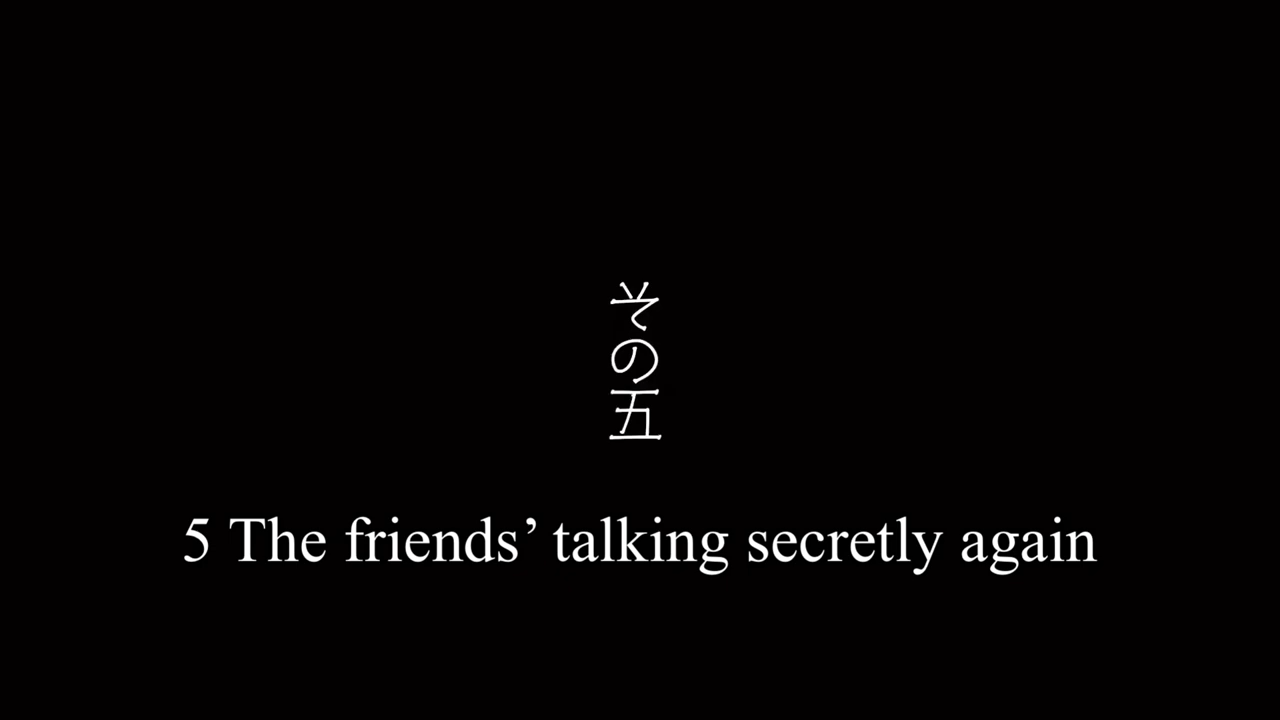 その五
5 The friends’ talking secretly again